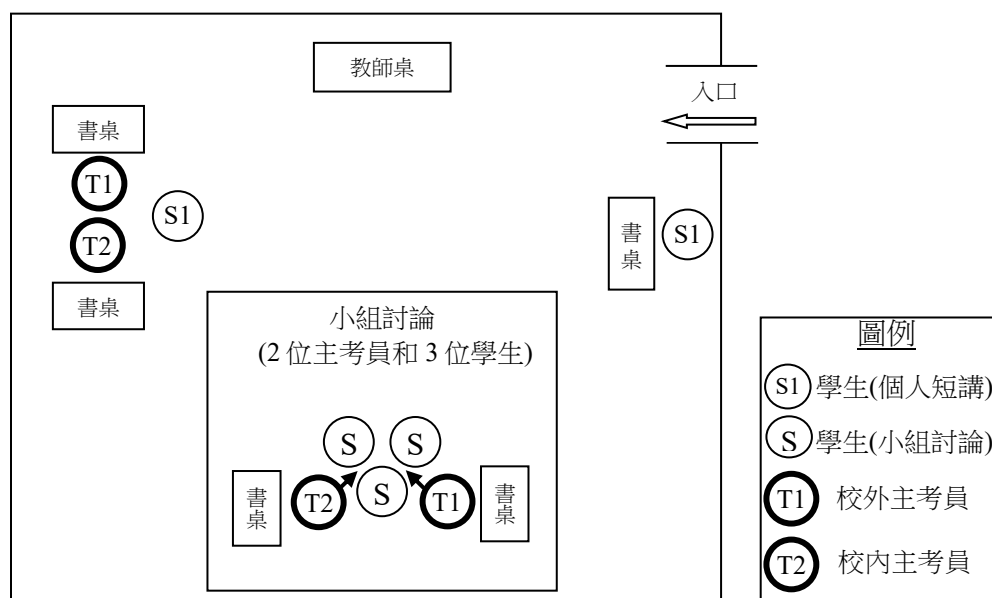 教師桌
入口
書桌
T1
S1
T2
書桌
書桌
S1
小組討論
(2 位主考員和 3 位學生)
S
S
S
書桌
T2
T1
書桌
圖例
S1 學生(個人短講)
S 學生(小組討論)
T1 校外主考員
T2 校內主考員